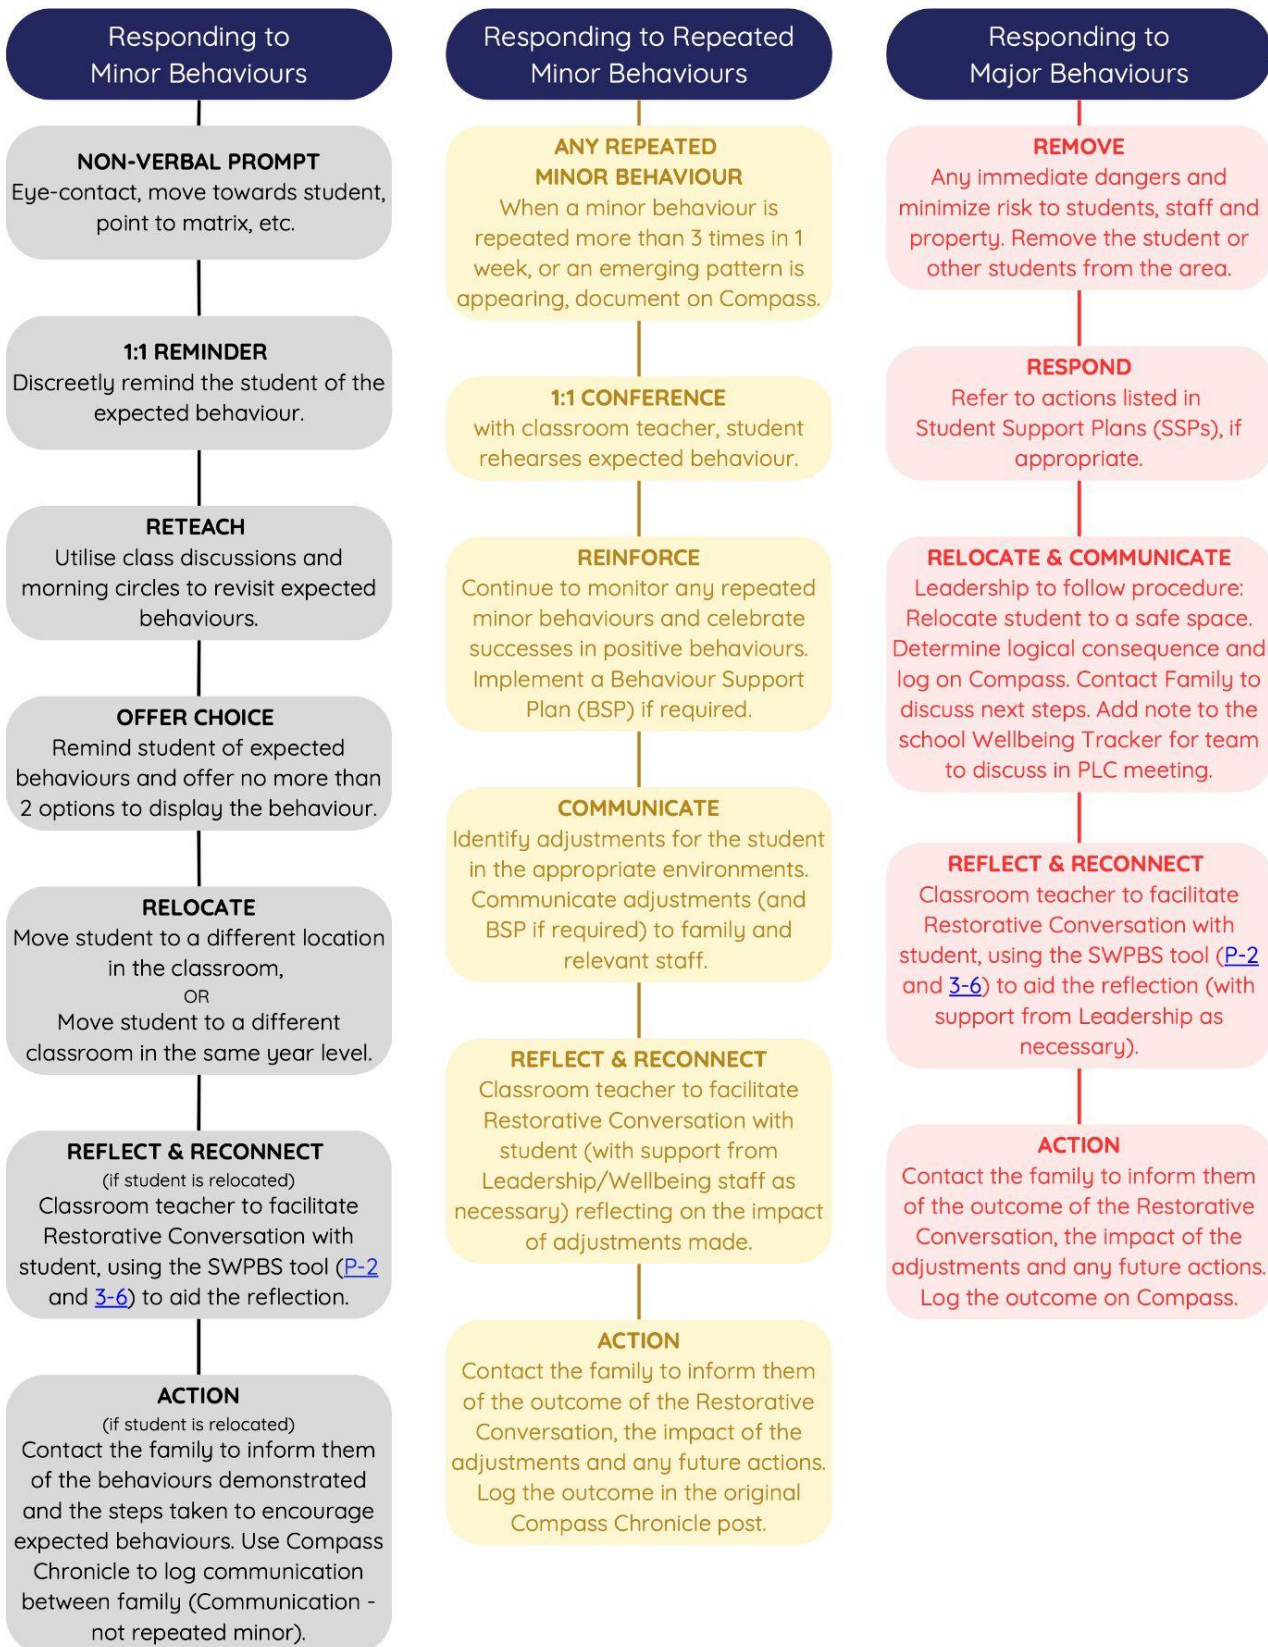 Responding to
Minor Behaviours
NON-VERBAL PROMPT
Eye-contact, move towards student,
point to matrix, etc.
1:1 REMINDER
Discreetly remind the student of the
expected behaviour.
RETEACH
Utilise class discussions and
morning circles to revisit expected
behaviours.
OFFER CHOICE
Remind student of expected
behaviours and offer no more than
2 options to display the behaviour.
RELOCATE
Move student to a different location
in the classroom,
OR
Move student to a different
classroom in the same year level.
REFLECT & RECONNECT
(if student is relocated)
Classroom teacher to facilitate
Restorative Conversation with
student, using the SWPBS tool (P-2
and 3-6) to aid the reflection.
ACTION
(if student is relocated)
Contact the family to inform them
of the behaviours demonstrated
and the steps taken to encourage
expected behaviours. Use Compass
Chronicle to log communication
between family (Communication -
not repeated minor).
Responding to Repeated
Minor Behaviours
ANY REPEATED
MINOR BEHAVIOUR
When a minor behaviour is
repeated more than 3 times in 1
week, or an emerging pattern is
appearing, document on Compass.
1:1 CONFERENCE
with classroom teacher, student
rehearses expected behaviour.
REINFORCE
Continue to monitor any repeated
minor behaviours and celebrate
successes in positive behaviours.
Implement a Behaviour Support
Plan (BSP) if required.
COMMUNICATE
Identify adjustments for the student
in the appropriate environments.
Communicate adjustments (and
BSP if required) to family and
relevant staff.
REFLECT & RECONNECT
Classroom teacher to facilitate
Restorative Conversation with
student (with support from
Leadership/Wellbeing staff as
necessary) reflecting on the impact
of adjustments made.
ACTION
Contact the family to inform them
of the outcome of the Restorative
Conversation, the impact of the
adjustments and any future actions.
Log the outcome in the original
Compass Chronicle post.
Responding to
Major Behaviours
REMOVE
Any immediate dangers and
minimize risk to students, staff and
property. Remove the student or
other students from the area.
RESPOND
Refer to actions listed in
Student Support Plans (SSPs), if
appropriate.
RELOCATE & COMMUNICATE
Leadership to follow procedure:
Relocate student to a safe space.
Determine logical consequence and
log on Compass. Contact Family to
discuss next steps. Add note to the
school Wellbeing Tracker for team
to discuss in PLC meeting.
REFLECT & RECONNECT
Classroom teacher to facilitate
Restorative Conversation with
student, using the SWPBS tool (P-2
and 3-6) to aid the reflection (with
support from Leadership as
necessary).
ACTION
Contact the family to inform them
of the outcome of the Restorative
Conversation, the impact of the
adjustments and any future actions.
Log the outcome on Compass.